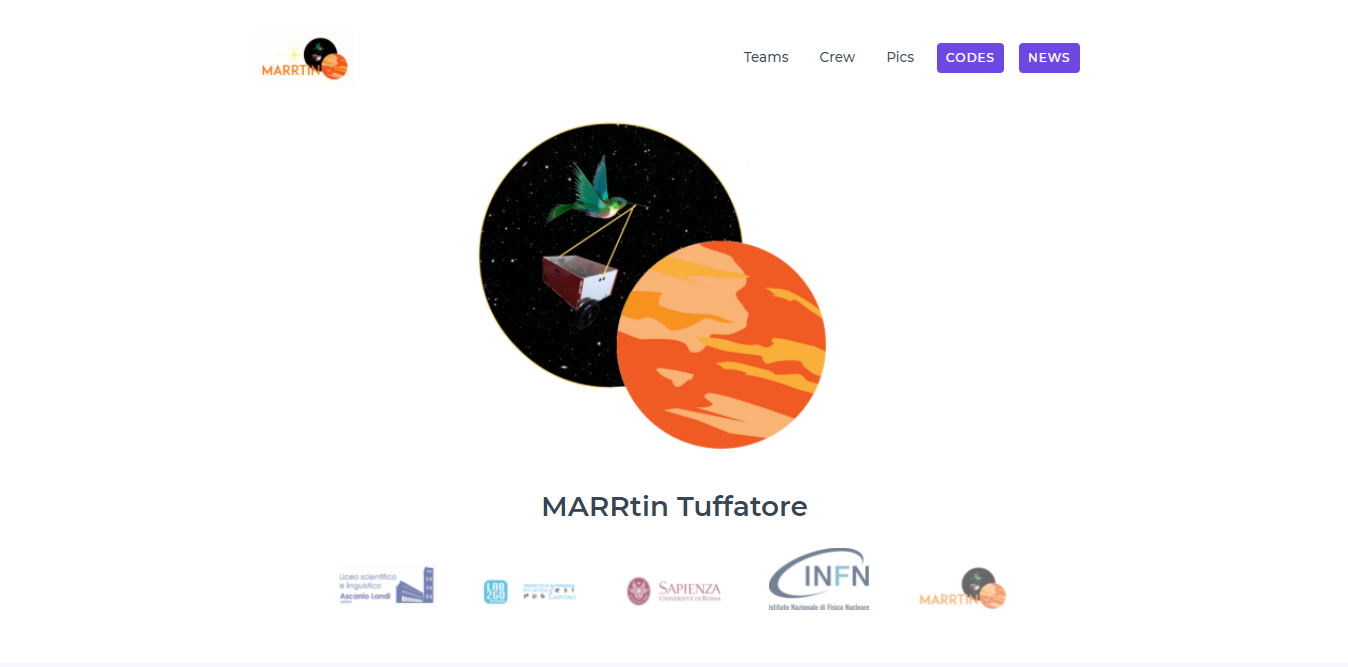 MARRTIN
Teams
Crew
Pics
CODES
NEWS
MARRtin Tuffatore
Liceo scientifico
e linguistico
Ascanio Landi
LAB
2GO
SAPIENZA
UNIVERSITÀ DI ROMA
INFN
Istituto Nazionale di Fisica Nucleare
MARRTIN